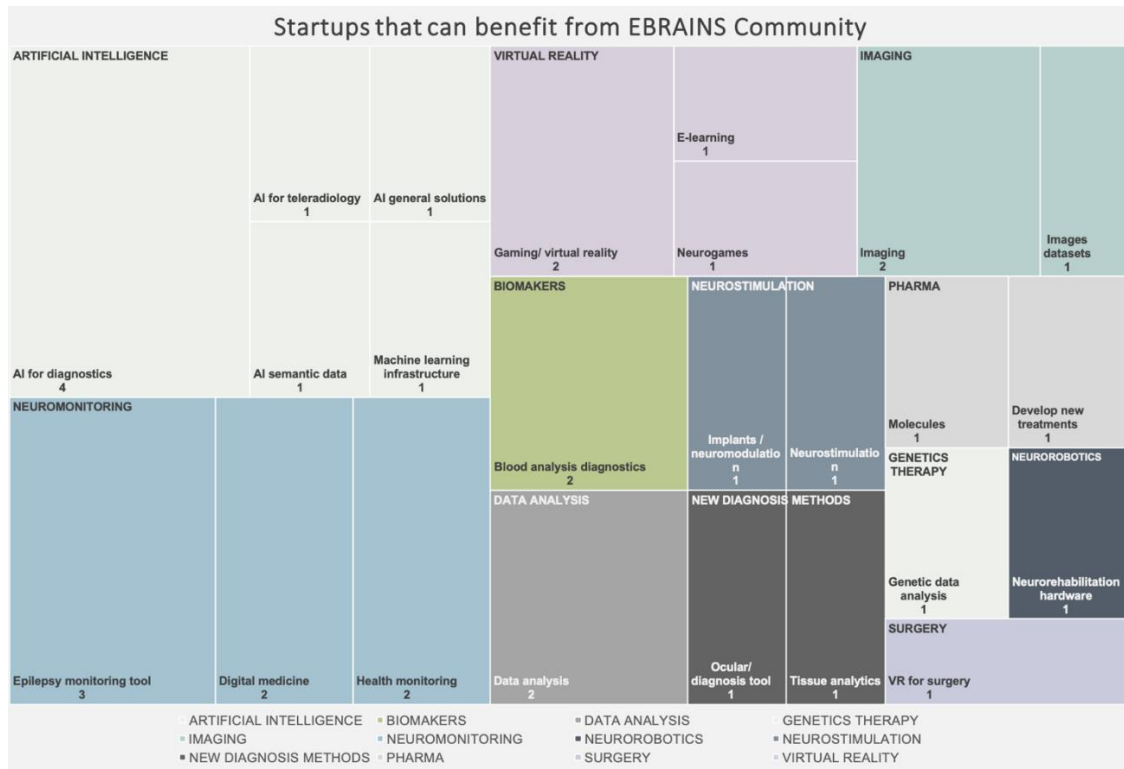 Startups that can benefit from EBRAINS Community
ARTIFICIAL INTELLIGENCE
AI for diagnostics
4
AI for teleradiology
1
AI general solutions
1
AI semantic data
1
Machine learning
infrastructure
1
VIRTUAL REALITY
Gaming/ virtual reality
2
E-learning
1
Neurogames
1
IMAGING
Imaging
2
Images
datasets
1
NEUROMONITORING
Epilepsy monitoring tool
3
Digital medicine
2
Health monitoring
2
BIOMAKERS
Blood analysis diagnostics
2
NEUROSTIMULATION
Implants /
neuromodulatio
n
1
Neurostimulatio
n
1
PHARMA
Molecules
1
Develop new
treatments
1
DATA ANALYSIS
Data analysis
2
NEW DIAGNOSIS METHODS
Ocular/
diagnosis tool
1
Tissue analytics
1
GENETICS
THERAPY
Genetic data
analysis
1
NEUROROBOTICS
Neurorehabilitation
hardware
1
SURGERY
VR for surgery
1
ARTIFICIAL INTELLIGENCE BIOMAKERS DATA ANALYSIS GENETICS THERAPY
IMAGING NEUROMONITORING NEUROROBOTICS NEUROSTIMULATION
NEW DIAGNOSIS METHODS PHARMA SURGERY VIRTUAL REALITY